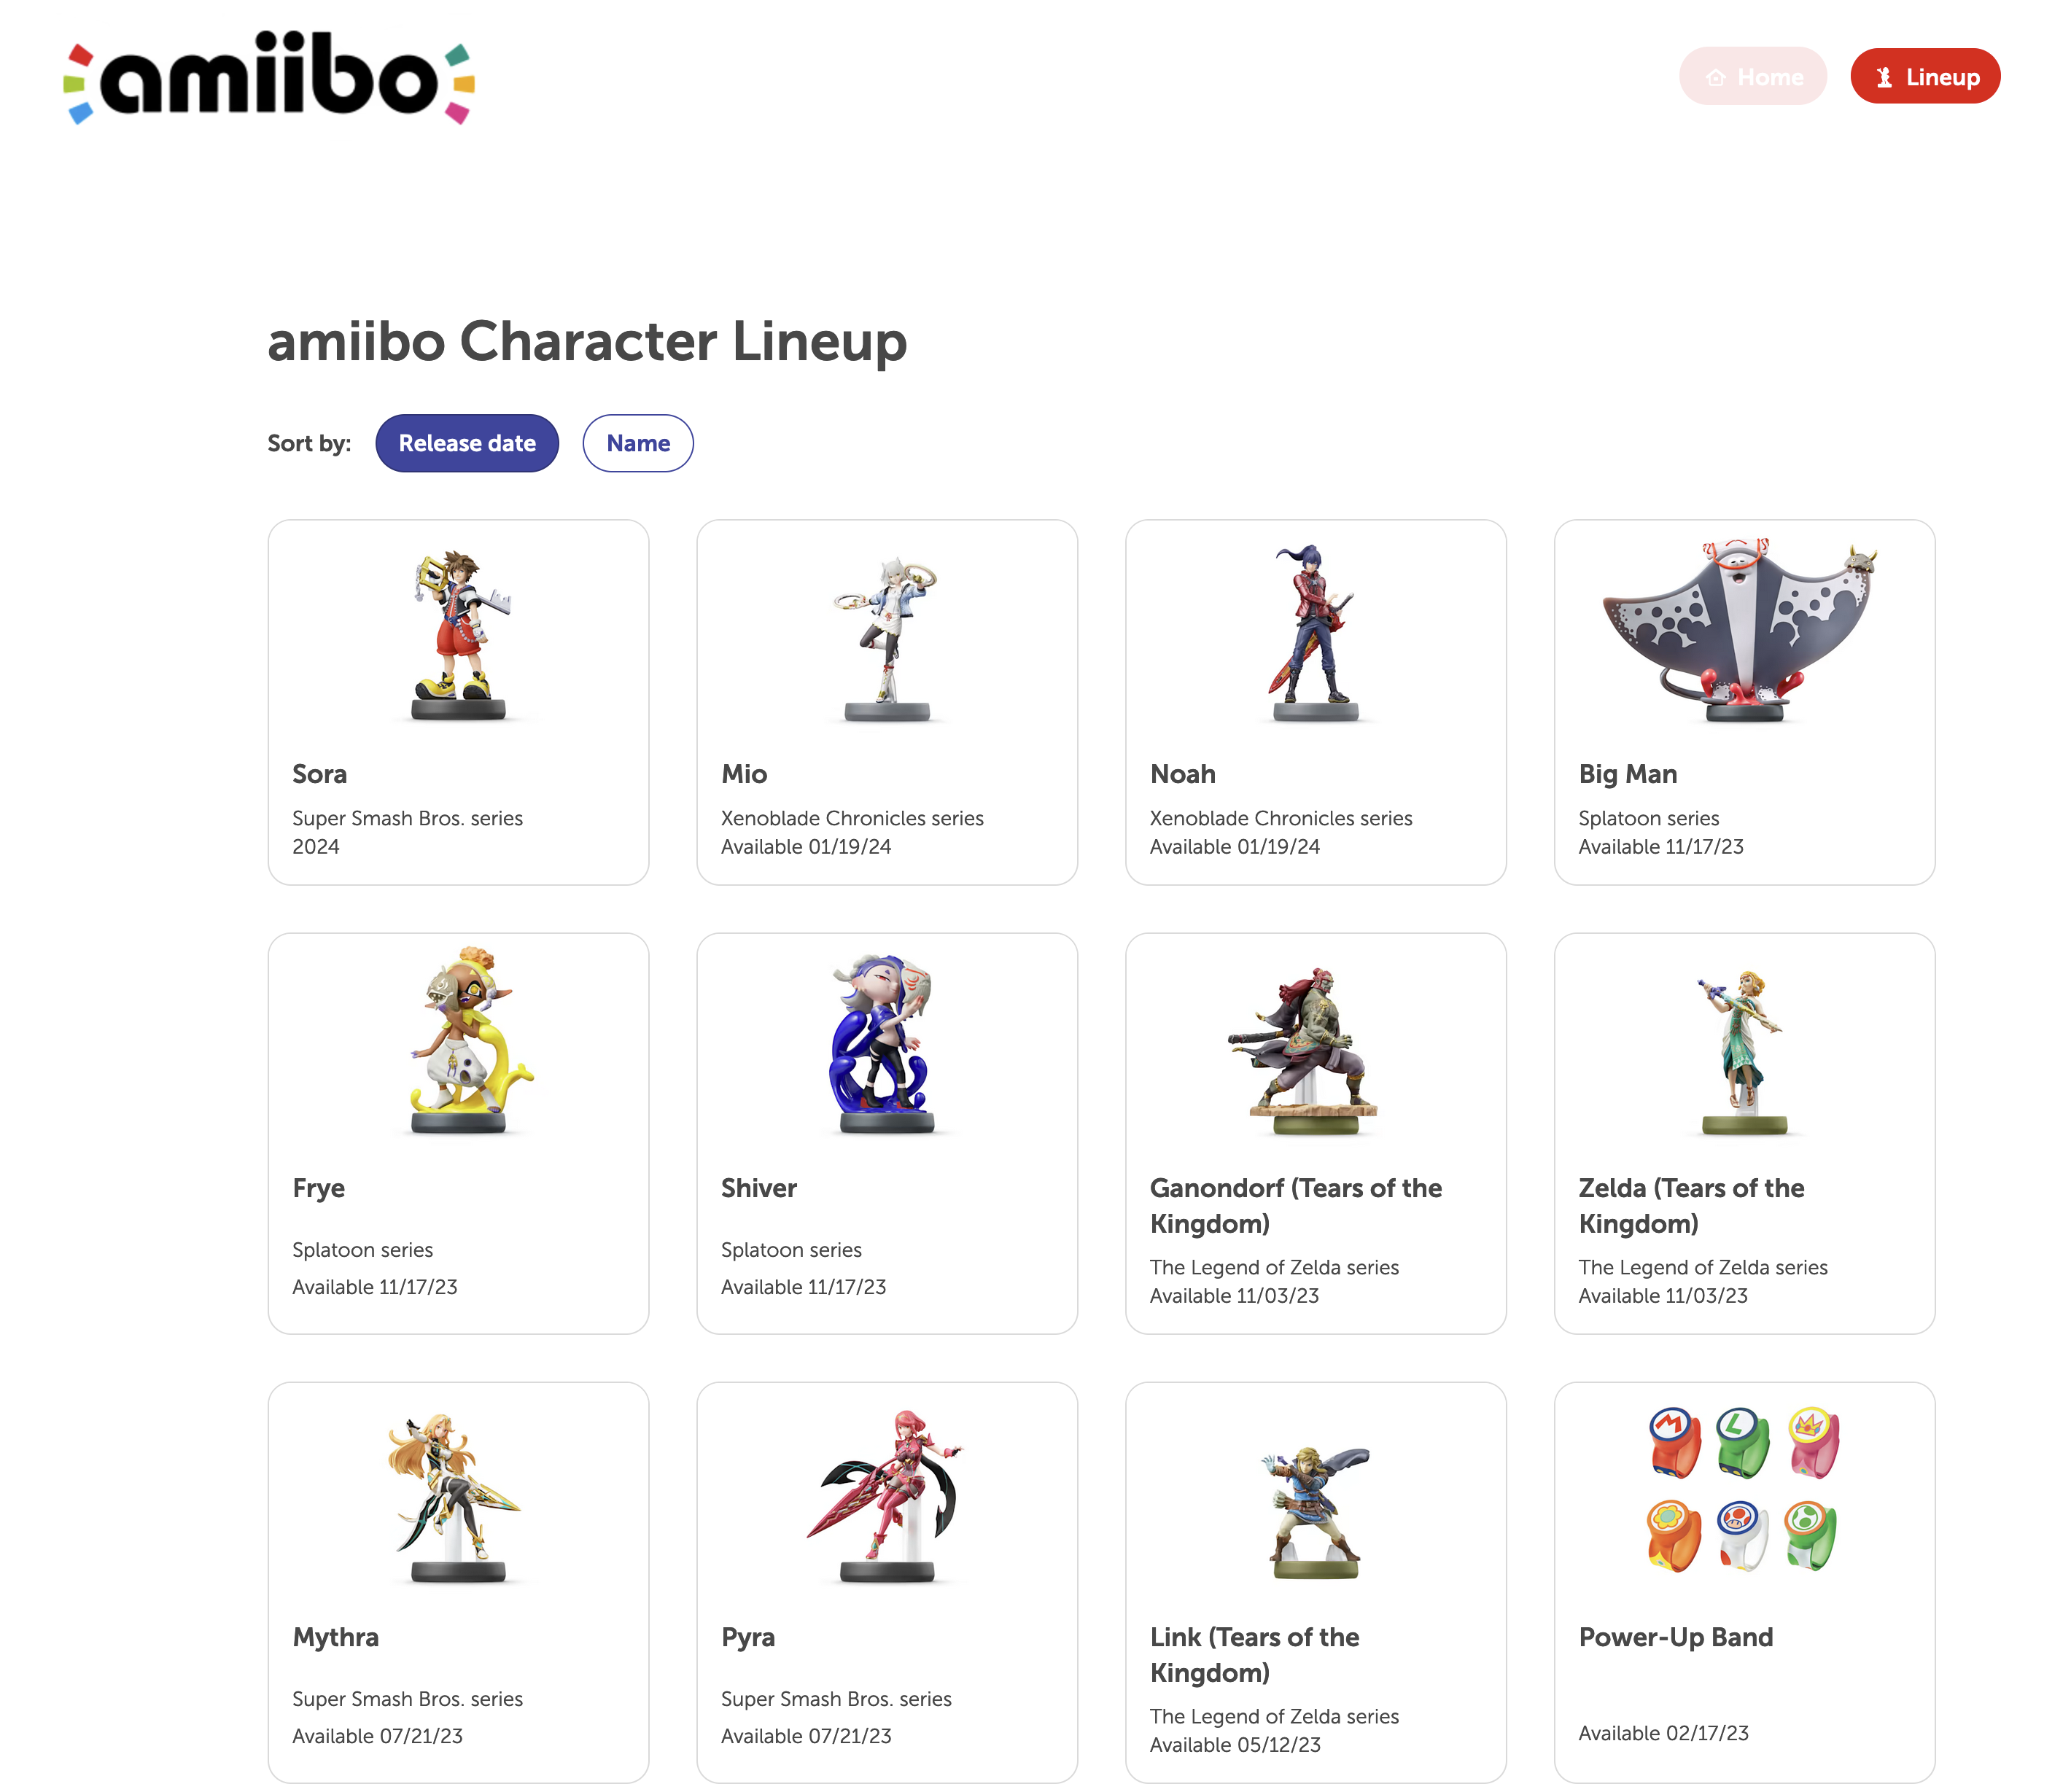 amiibo
Home
Lineup
amiibo Character Lineup
Sort by:
Release date
Name
Sora
Super Smash Bros. series
2024
Mio
Xenoblade Chronicles series
Available 01/19/24
Noah
Xenoblade Chronicles series
Available 01/19/24
Big Man
Splatoon series
Available 11/17/23
Frye
Splatoon series
Available 11/17/23
Shiver
Splatoon series
Available 11/17/23
Ganondorf (Tears of the
Kingdom)
The Legend of Zelda series
Available 11/03/23
Zelda (Tears of the
Kingdom)
The Legend of Zelda series
Available 11/03/23
Mythra
Super Smash Bros. series
Available 07/21/23
Pyra
Super Smash Bros. series
Available 07/21/23
Link (Tears of the
Kingdom)
The Legend of Zelda series
Available 05/12/23
M
L
Power-Up Band
Available 02/17/23